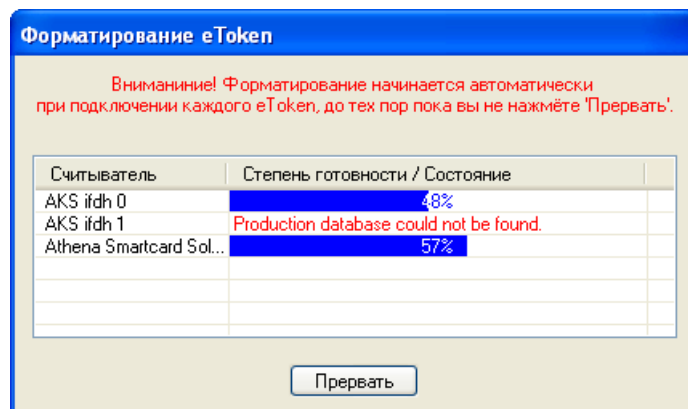 Форматирование eToken
Вниманиние! Форматирование начинается автоматически
при подключении каждого eToken, до тех пор пока вы не нажмёте 'Прервать'.
Считыватель Степень готовности / Состояние
AKS ifdh 0 48%
AKS ifdh 1 Production database could not be found.
Athena Smartcard Sol... 57%
Прервать